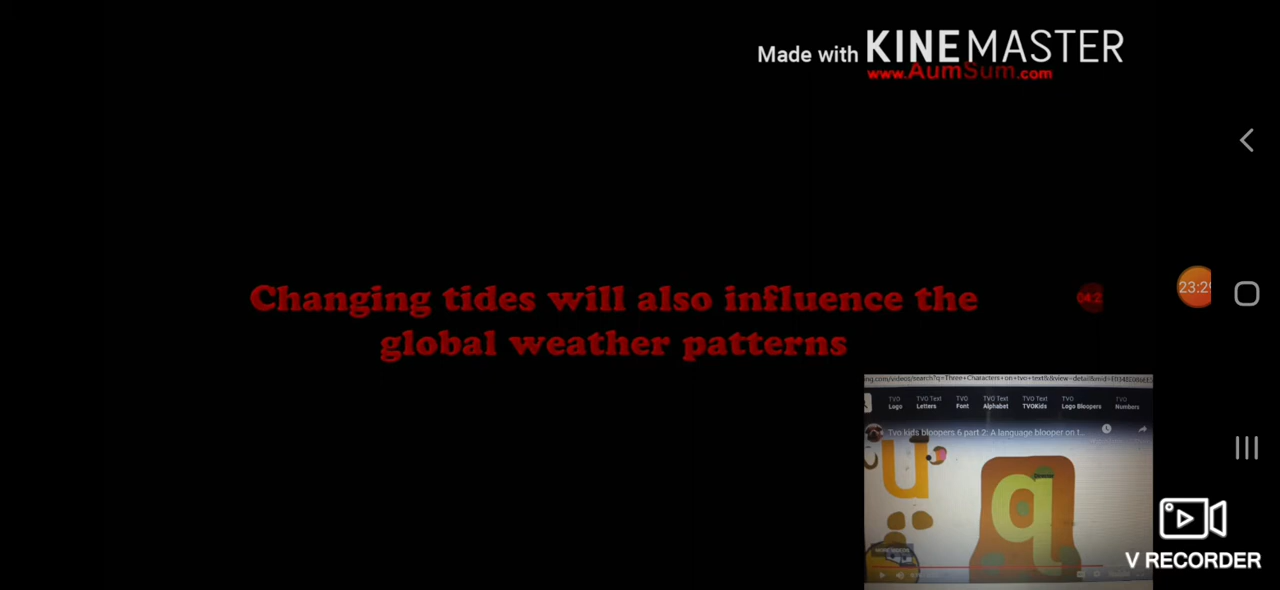 Made with KINEMASTER
www.AumSum.com
Changing tides will also influence the
global weather patterns
04:2
23:29
TVO Logo
TVO Text Letters
TVO Font
TVO Text Alphabet
TVO Text TVOKids
TVO Logo Bloopers
TVO Numbers
Tvo kids bloopers 6 part 2: A language blooper on t...
u
q
V RECORDER